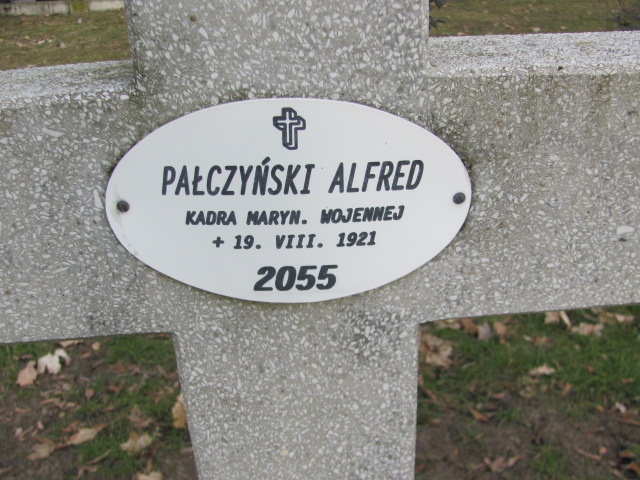 PAŁCZYŃSKI ALFRED
KADRA MARYN. WOJENNEJ
+ 19. VIII. 1921
2055